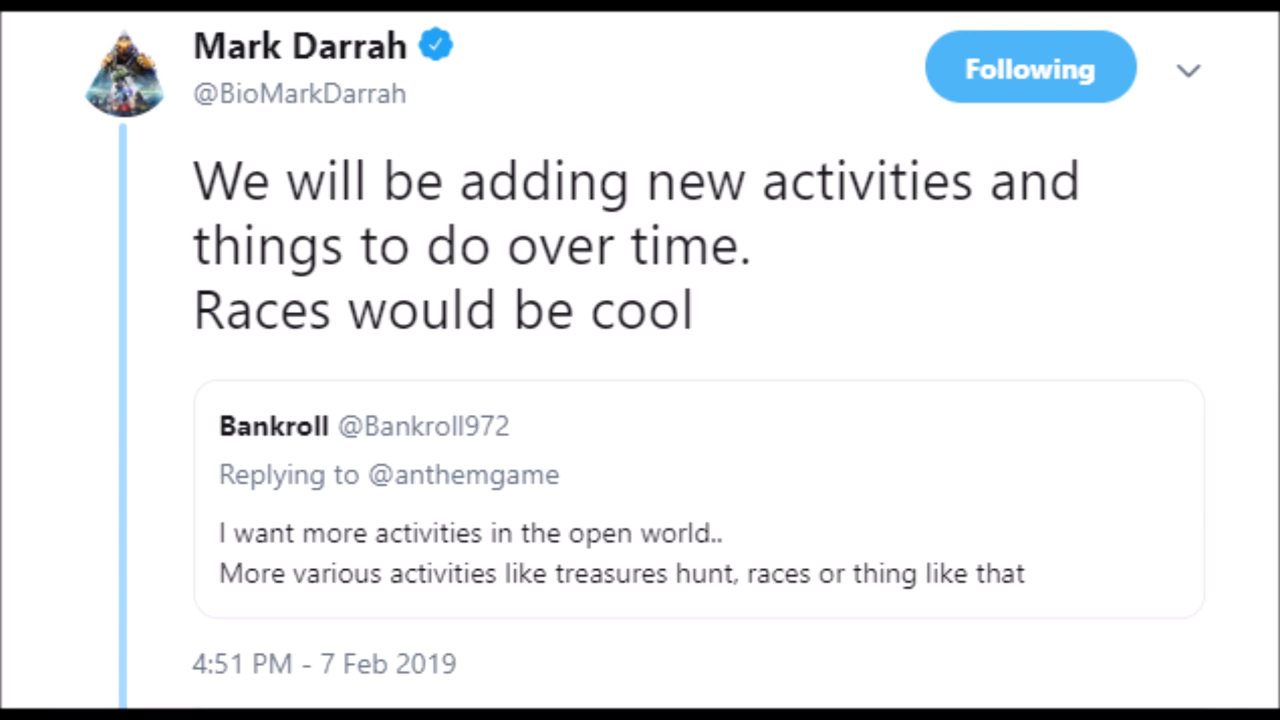 Mark Darrah
@BioMarkDarrah
Following
We will be adding new activities and
things to do over time.
Races would be cool
Bankroll @Bankroll972
Replying to @anthemgame
I want more activities in the open world..
More various activities like treasures hunt, races or thing like that
4:51 PM - 7 Feb 2019